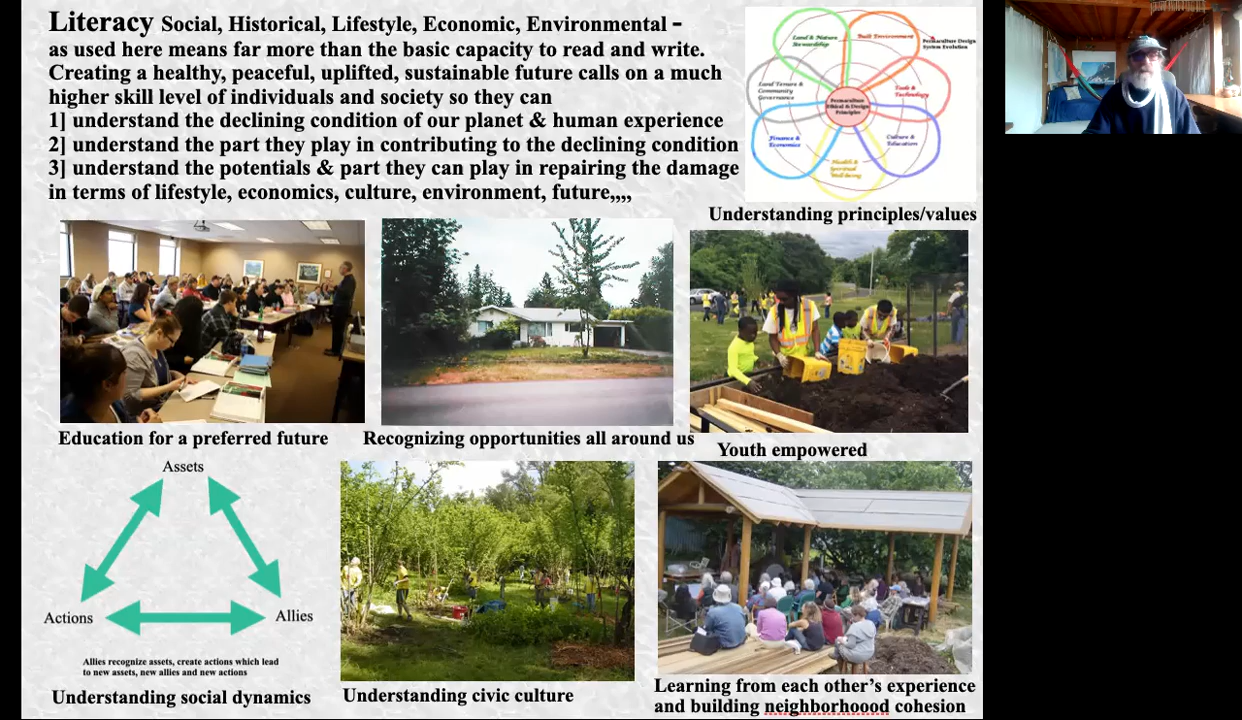 Literacy Social, Historical, Lifestyle, Economic, Environmental -
as used here means far more than the basic capacity to read and write.
Creating a healthy, peaceful, uplifted, sustainable future calls on a much
higher skill level of individuals and society so they can
1] understand the declining condition of our planet & human experience
2] understand the part they play in contributing to the declining condition
3] understand the potentials & part they can play in repairing the damage
in terms of lifestyle, economics, culture, environment, future,,,,
Land & Nature
Stewardship
Built Environment
Permaculture Design
System Evolution
Land Tenure &
Community
Governance
Tools &
Technology
Permaculture
Ethical & Design
Principles
Finance &
Economics
Culture &
Education
Health &
Spiritual
Well-Being
Understanding principles/values
Education for a preferred future
Recognizing opportunities all around us
Youth empowered
Assets
Actions
Allies
Allies recognize assets, create actions which lead
to new assets, new allies and new actions
Understanding social dynamics
Understanding civic culture
Learning from each other’s experience
and building neighborhoood cohesion